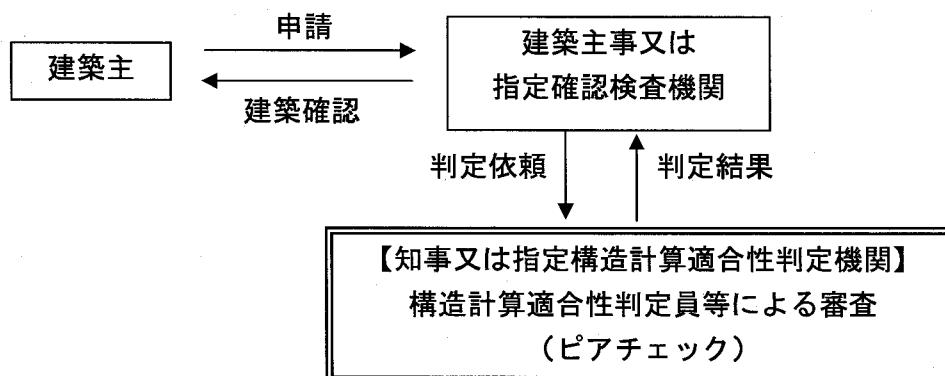 申請
建築主
建築確認
建築主事又は
指定確認検査機関
判定依頼
判定結果
【知事又は指定構造計算適合性判定機関】
構造計算適合性判定員等による審査
（ピアチェック）